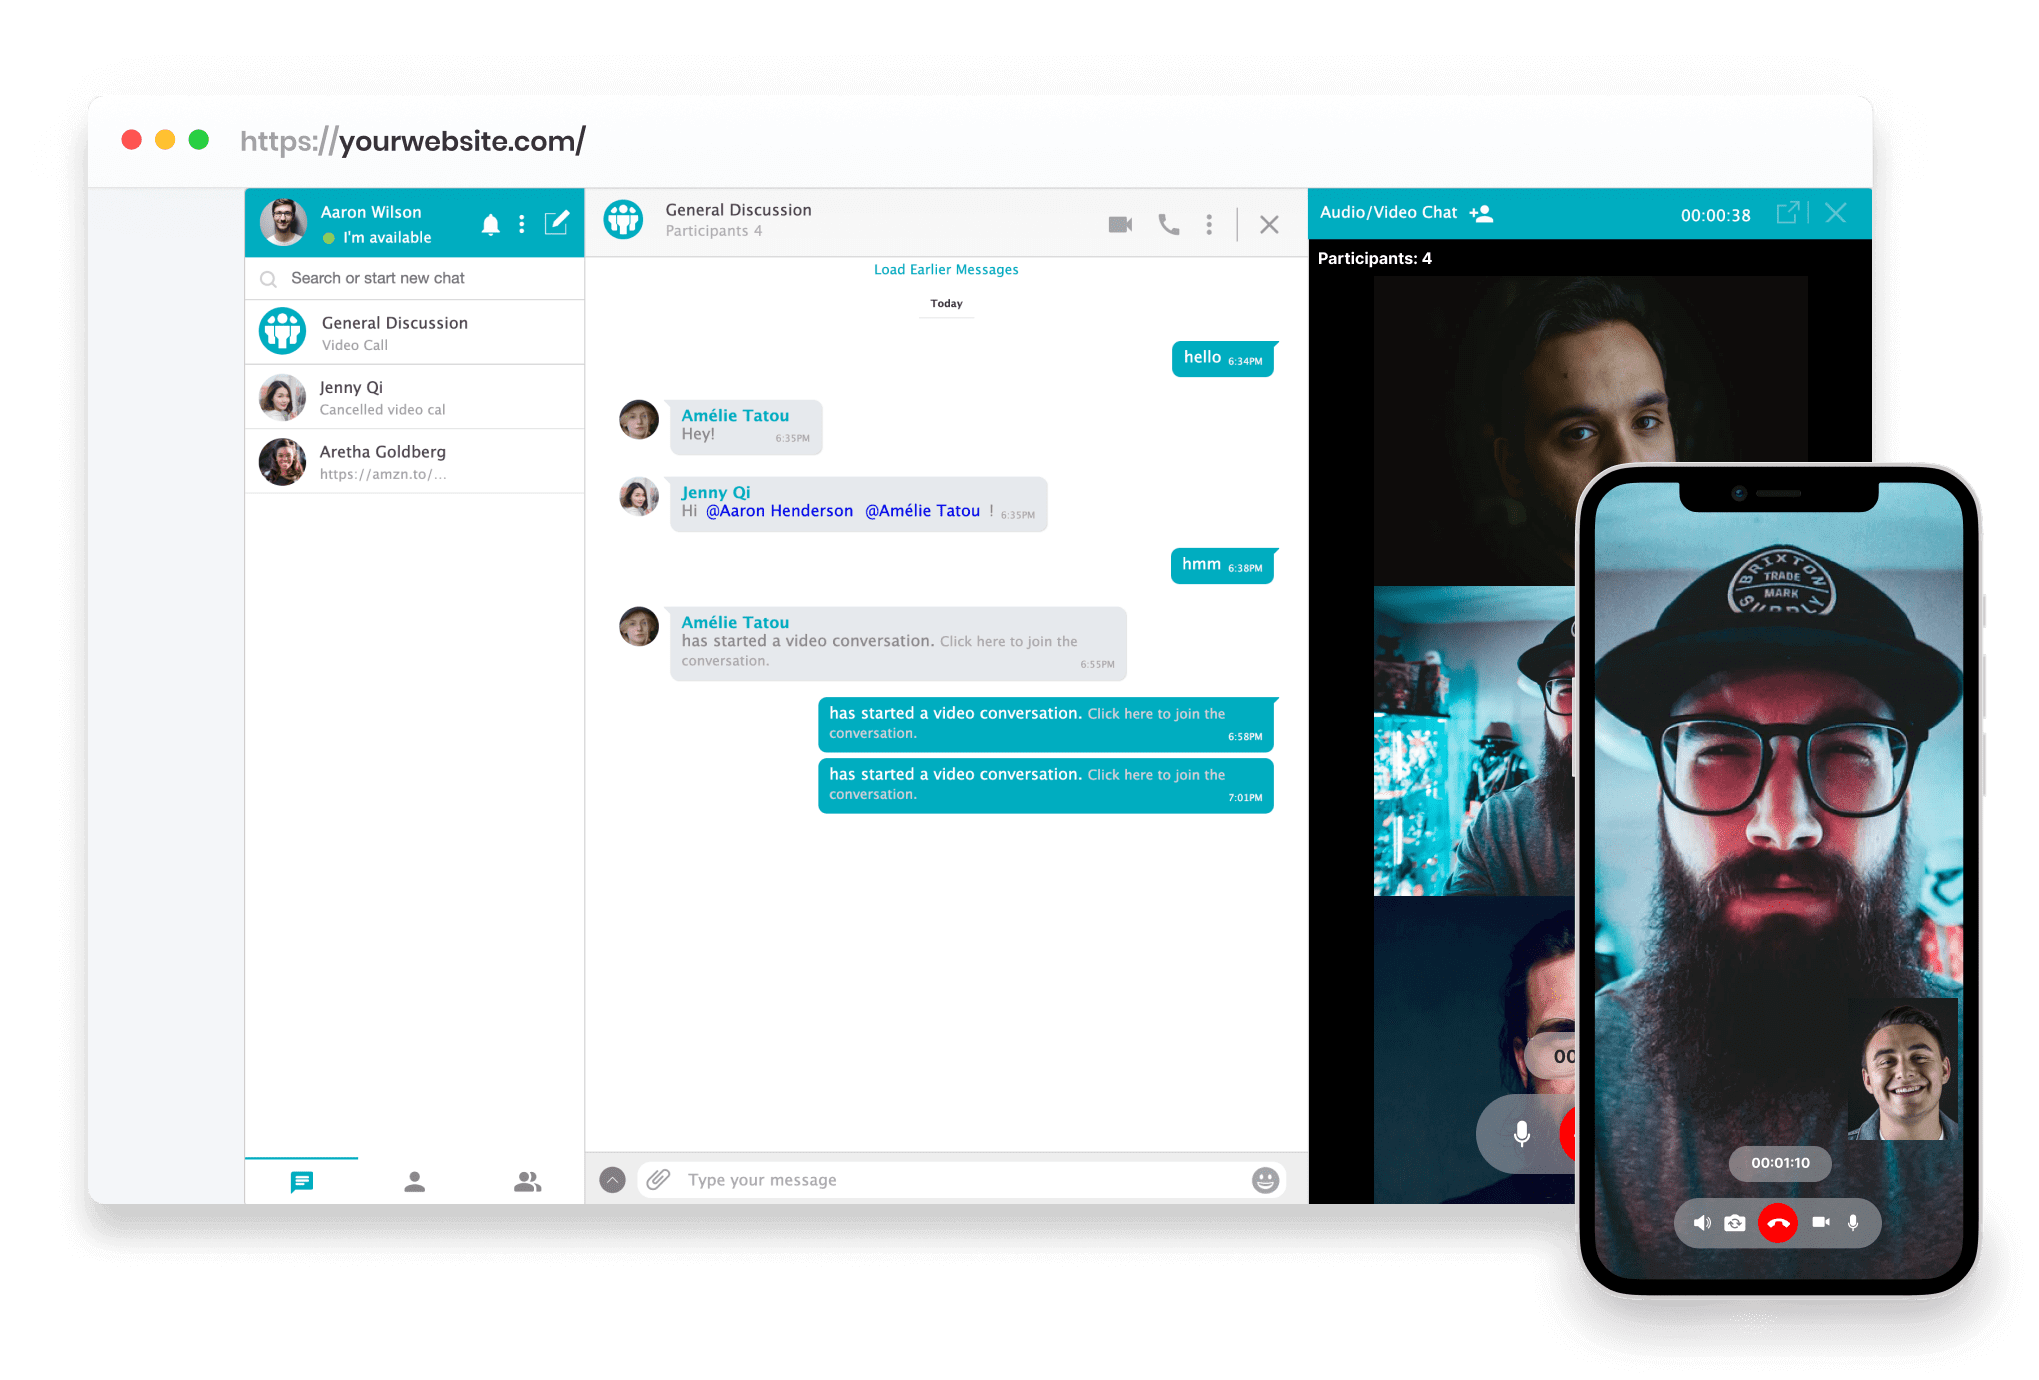 https://yourwebsite.com/
Aaron Wilson
I'm available
Search or start new chat
General Discussion
Video Call
Jenny Qi
Cancelled video cal
Aretha Goldberg
https://amzn.to/...
General Discussion
Participants 4
Load Earlier Messages
Today
hello 6:34PM
Amélie Tatou
Hey! 6:35PM
Jenny Qi
Hi @Aaron Henderson @Amélie Tatou ! 6:35PM
hmm 6:38PM
Amélie Tatou
has started a video conversation. Click here to join the
conversation. 6:55PM
has started a video conversation. Click here to join the
conversation. 6:58PM
has started a video conversation. Click here to join the
conversation. 7:01PM
Type your message
Audio/Video Chat 00:00:38
Participants: 4
00
BRIXTON
TRADE
MARK
SUPPLY
00:01:10